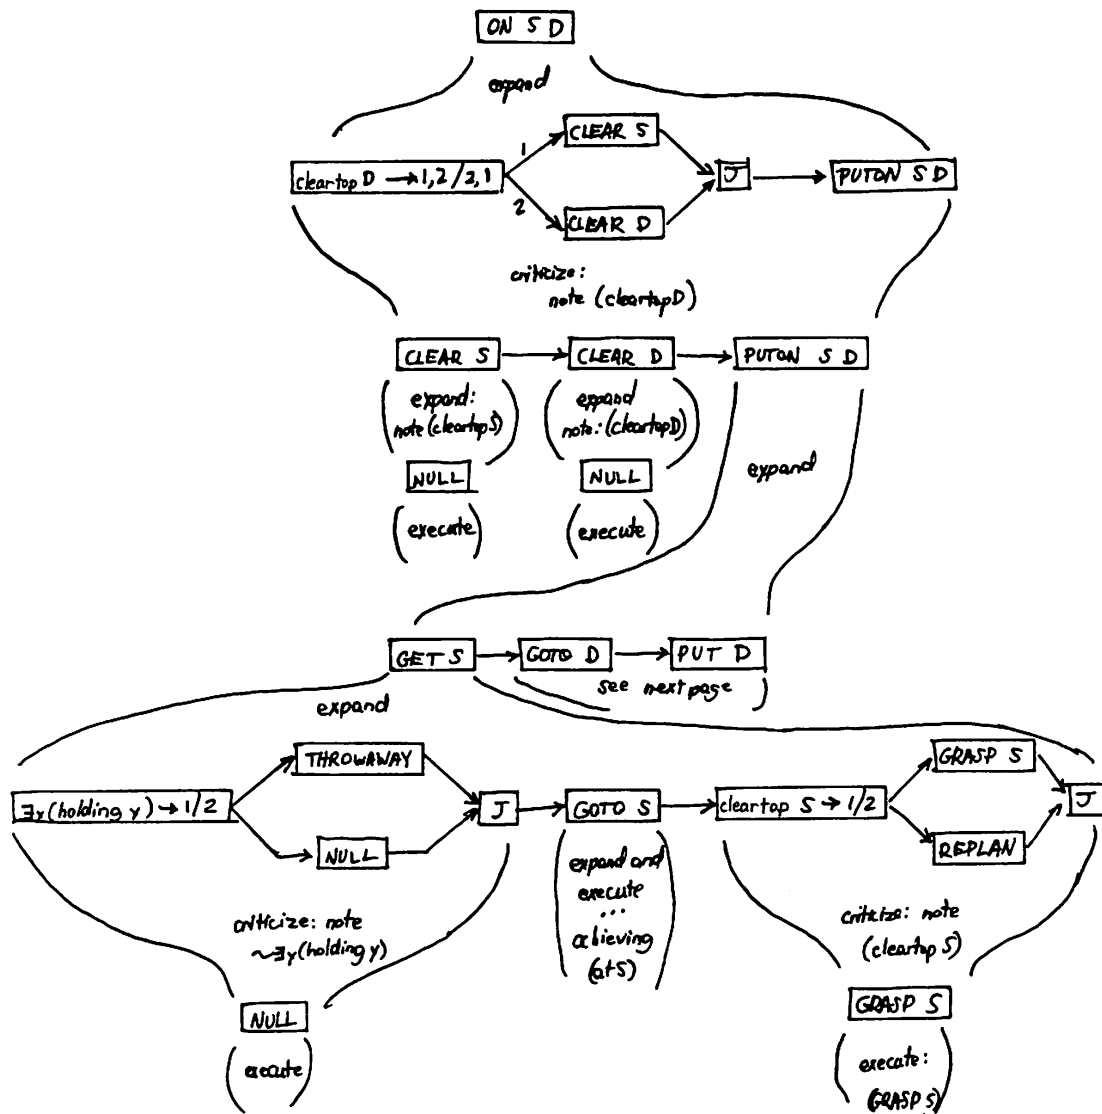 ON S D
expand
CLEAR S
1
cleartop D → 1,2/2,1
J
PUTON S D
2
CLEAR D
criticize:
note (cleartop D)
CLEAR S
CLEAR D
PUTON S D
(expand:
note (cleartop S))
(expand
note: (cleartop D))
expand
NULL
NULL
(execute)
(execute)
GET S
GOTO D
PUT D
(see next page)
expand
THROWAWAY
GRASP S
∃y(holding y) → 1/2
J
GOTO S
cleartop S → 1/2
J
NULL
REPLAN
(expand and
execute
...
achieving
(at S))
criticize: note
~∃y(holding y)
criticize: note
(cleartop S)
NULL
GRASP S
(execute)
(execute:
(GRASP S))